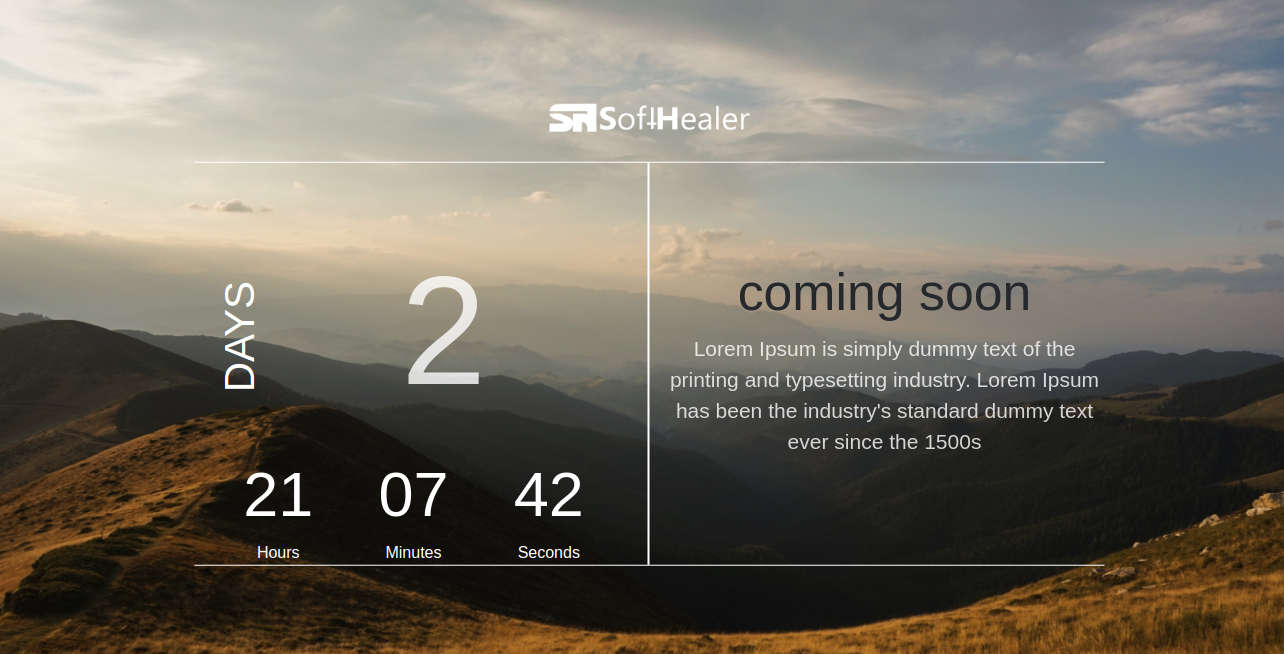 SoftHealer
DAYS
2
21 07 42
Hours Minutes Seconds
coming soon
Lorem Ipsum is simply dummy text of the
printing and typesetting industry. Lorem Ipsum
has been the industry's standard dummy text
ever since the 1500s